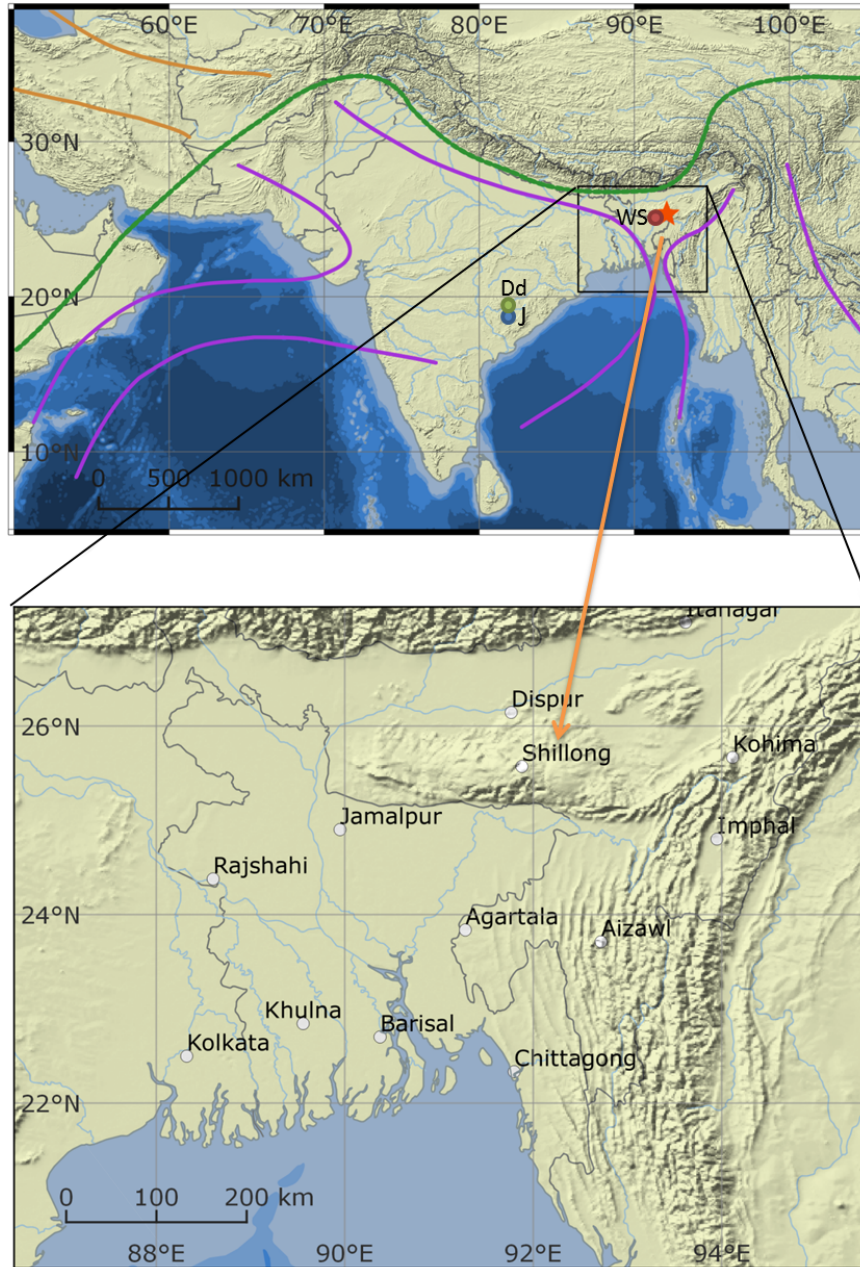 60°E 70°E 80°E 90°E 100°E
30°N
WS
20°N
Dd
J
10°N
0 500 1000 km
Itanagar
Dispur
26°N
Shillong
Kohima
Jamalpur
Imphal
Rajshahi
24°N
Agartala
Aizawl
Khulna
Barisal
Kolkata
Chittagong
22°N
0 100 200 km
88°E 90°E 92°E 94°E